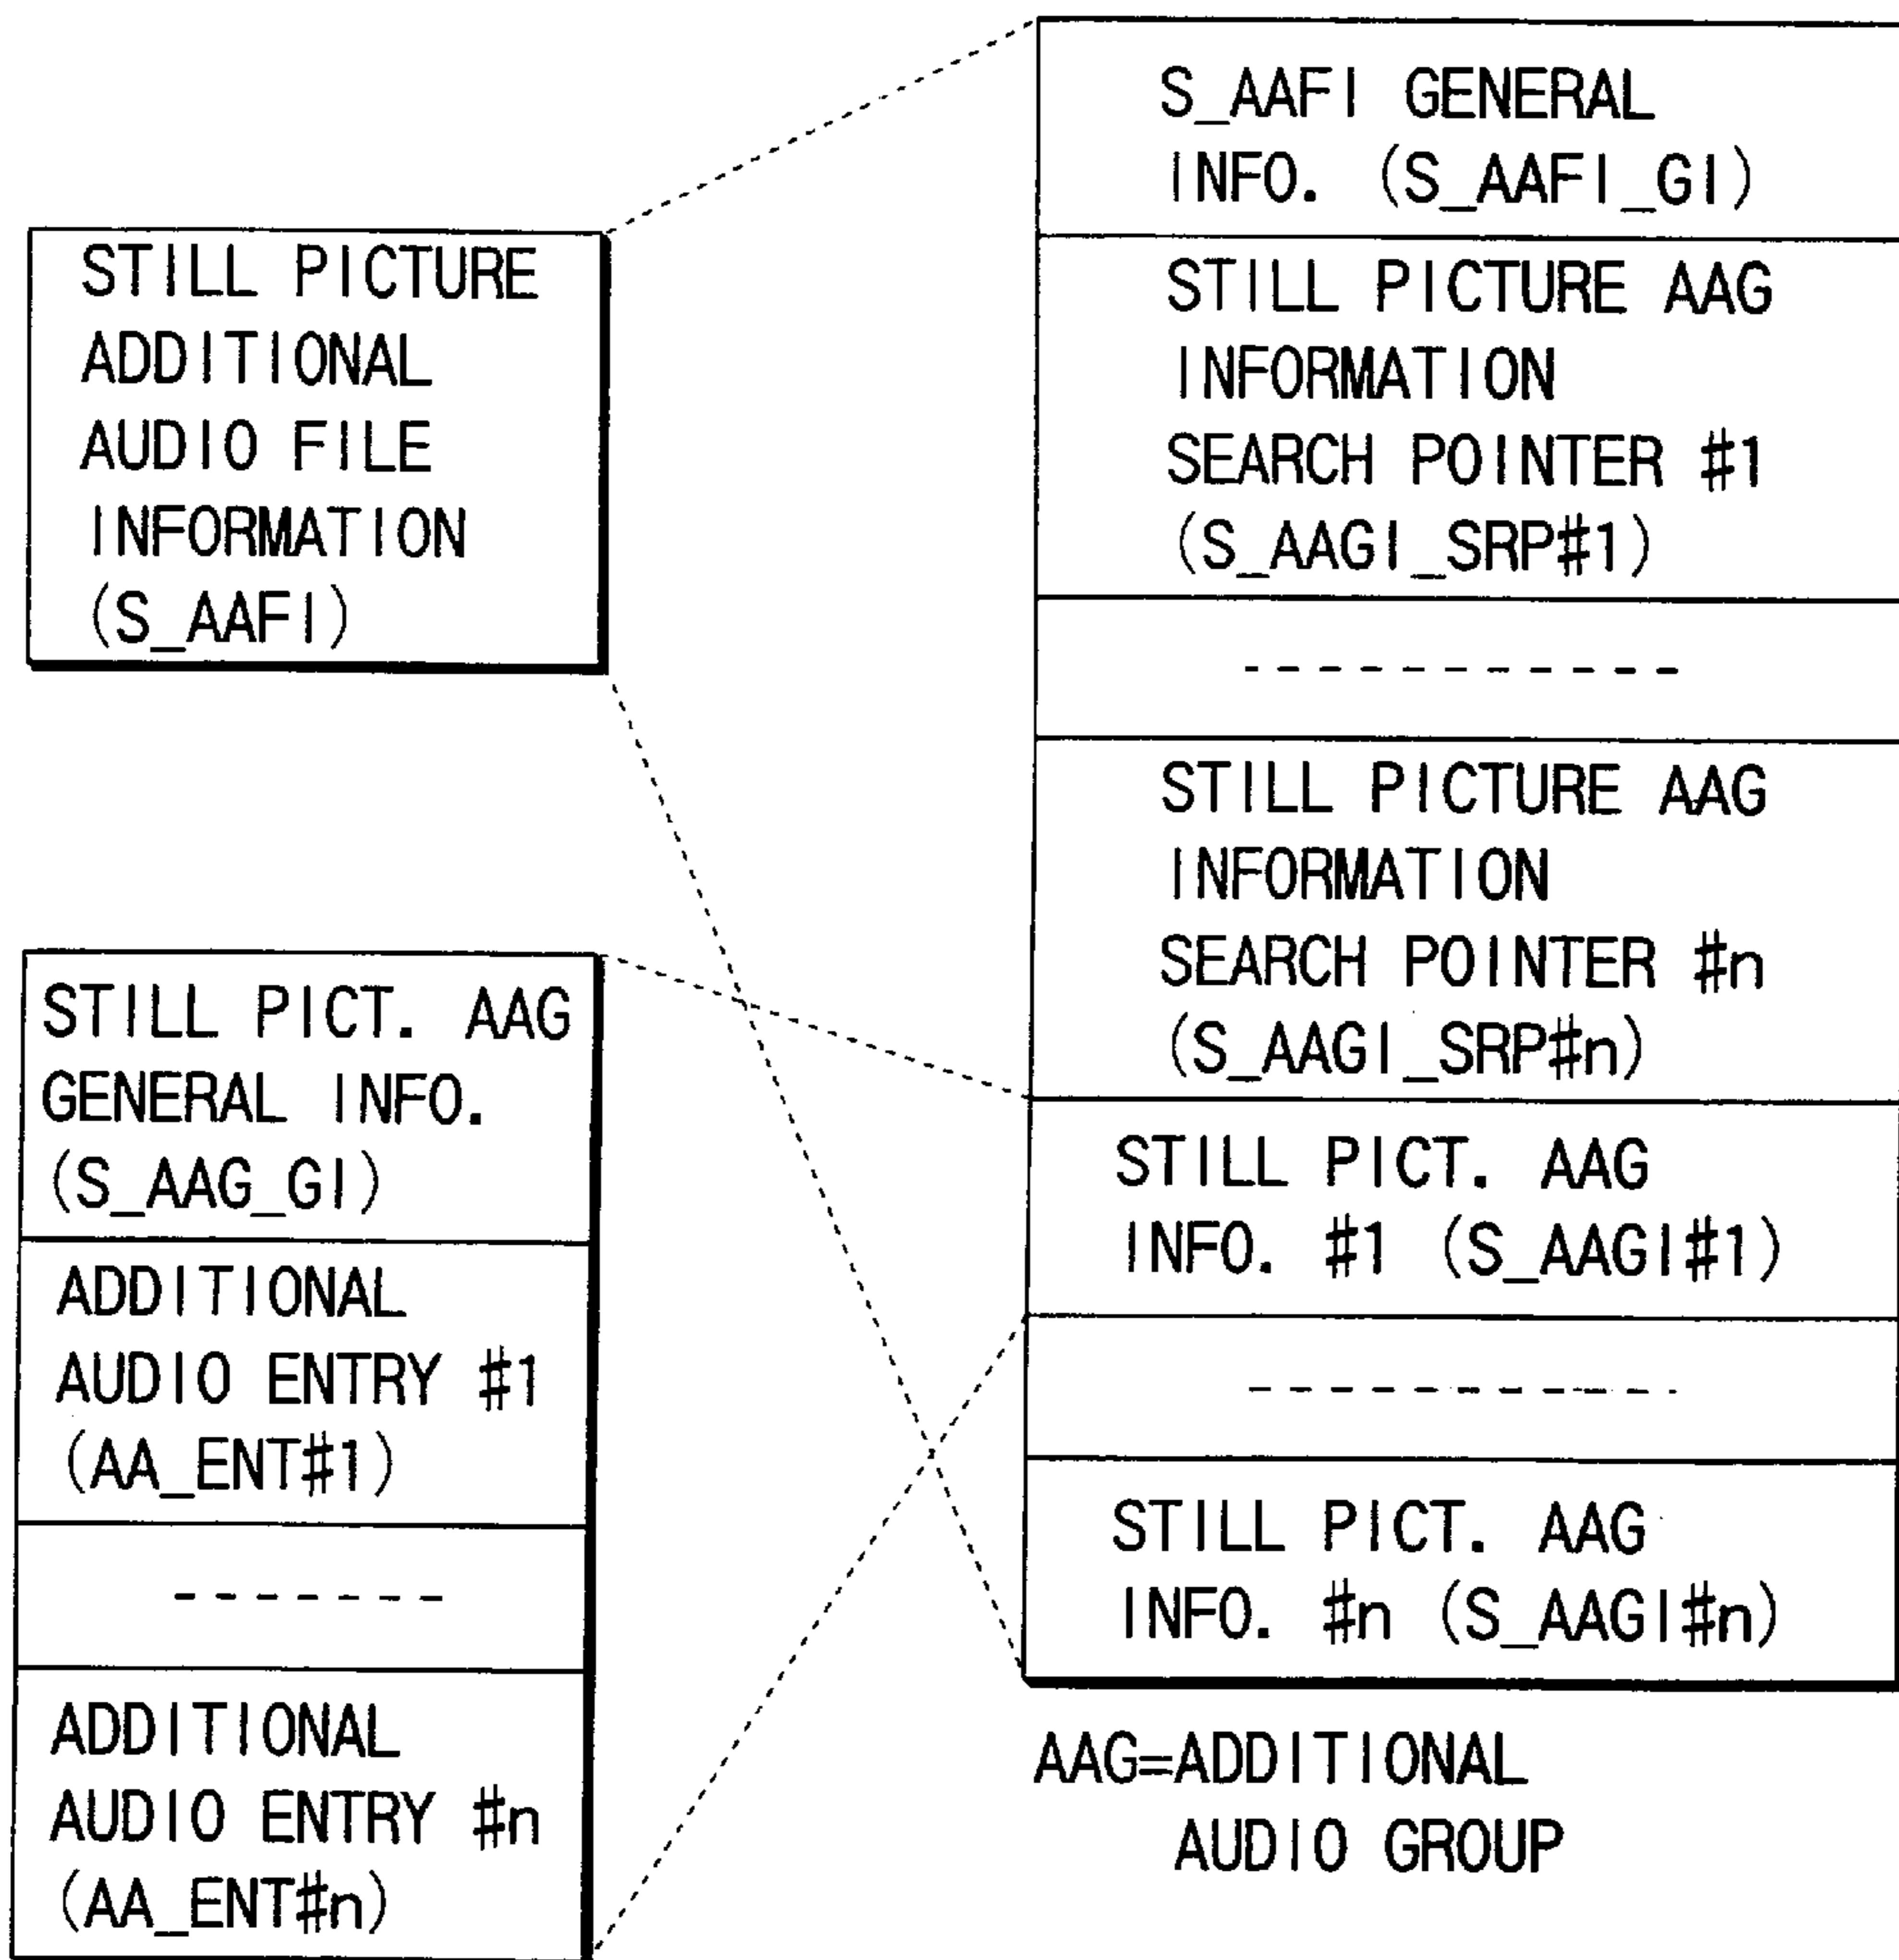 STILL PICTURE
ADDITIONAL
AUDIO FILE
INFORMATION
(S_AAFI)
S_AAFI GENERAL
INFO. (S_AAFI_GI)
STILL PICTURE AAG
INFORMATION
SEARCH POINTER #1
(S_AAGI_SRP#1)
STILL PICTURE AAG
INFORMATION
SEARCH POINTER #n
(S_AAGI_SRP#n)
STILL PICT. AAG
INFO. #1 (S_AAGI#1)
STILL PICT. AAG
INFO. #n (S_AAGI#n)
AAG=ADDITIONAL
AUDIO GROUP
STILL PICT. AAG
GENERAL INFO.
(S_AAG_GI)
ADDITIONAL
AUDIO ENTRY #1
(AA_ENT#1)
ADDITIONAL
AUDIO ENTRY #n
(AA_ENT#n)